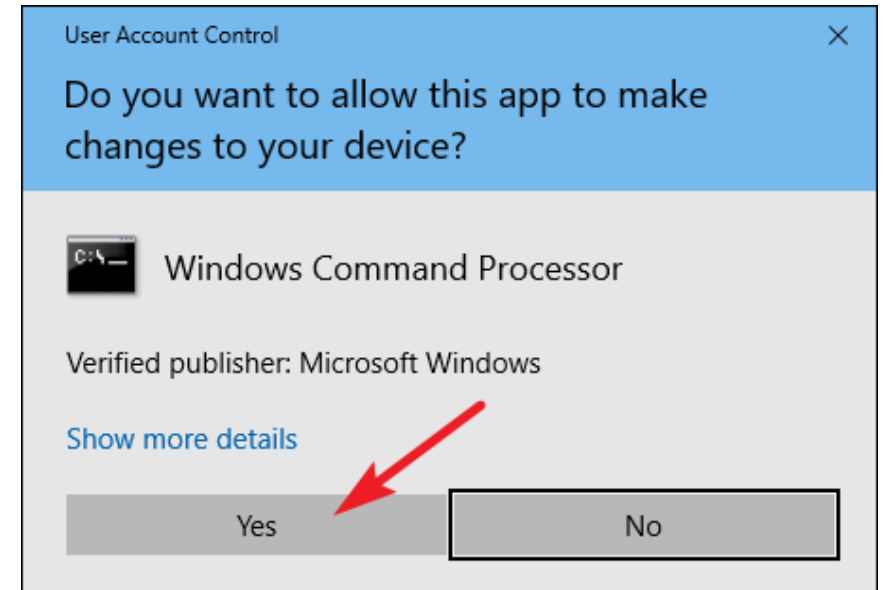 User Account Control
Do you want to allow this app to make
changes to your device?
C:\_
Windows Command Processor
Verified publisher: Microsoft Windows
Show more details
Yes
No